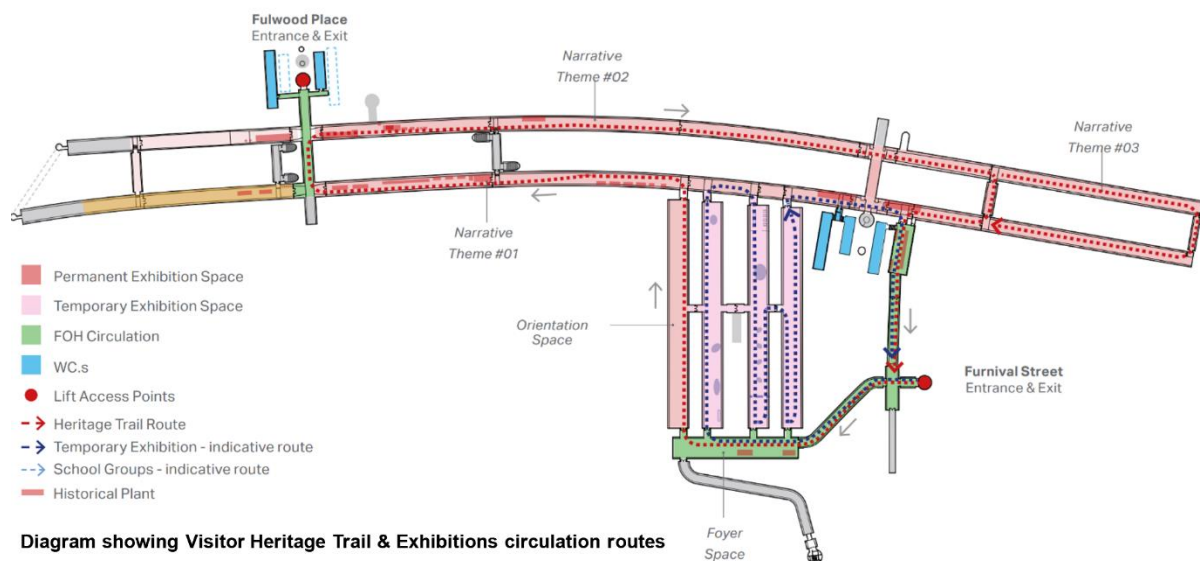 Fulwood Place
Entrance & Exit
Narrative
Theme #02
Narrative
Theme #03
Narrative
Theme #01
Orientation
Space
Furnival Street
Entrance & Exit
Foyer
Space
Permanent Exhibition Space
Temporary Exhibition Space
FOH Circulation
WC.s
Lift Access Points
Heritage Trail Route
Temporary Exhibition - indicative route
School Groups - indicative route
Historical Plant
Diagram showing Visitor Heritage Trail & Exhibitions circulation routes